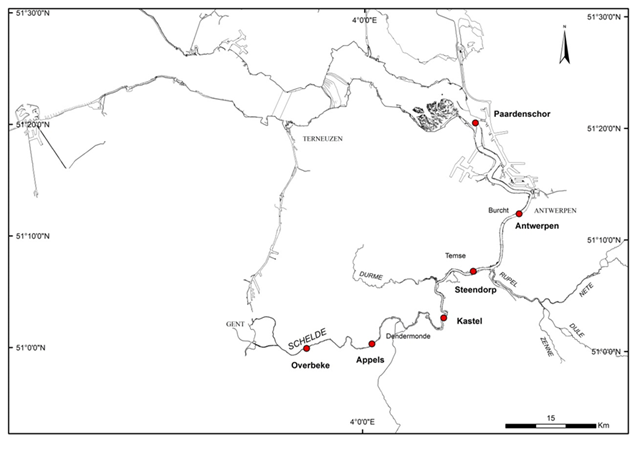 51°30'0"N
4°0'0"E
51°30'0"N
N
Paardenschor
51°20'0"N
51°20'0"N
TERNEUZEN
Burcht
ANTWERPEN
Antwerpen
51°10'0"N
51°10'0"N
Temse
DURME
RUPEL
NETE
Steendorp
GENT
SCHELDE
Kastel
DIJLE
Dendermonde
ZENNE
51°0'0"N
51°0'0"N
Overbeke
Appels
15
4°0'0"E
Km